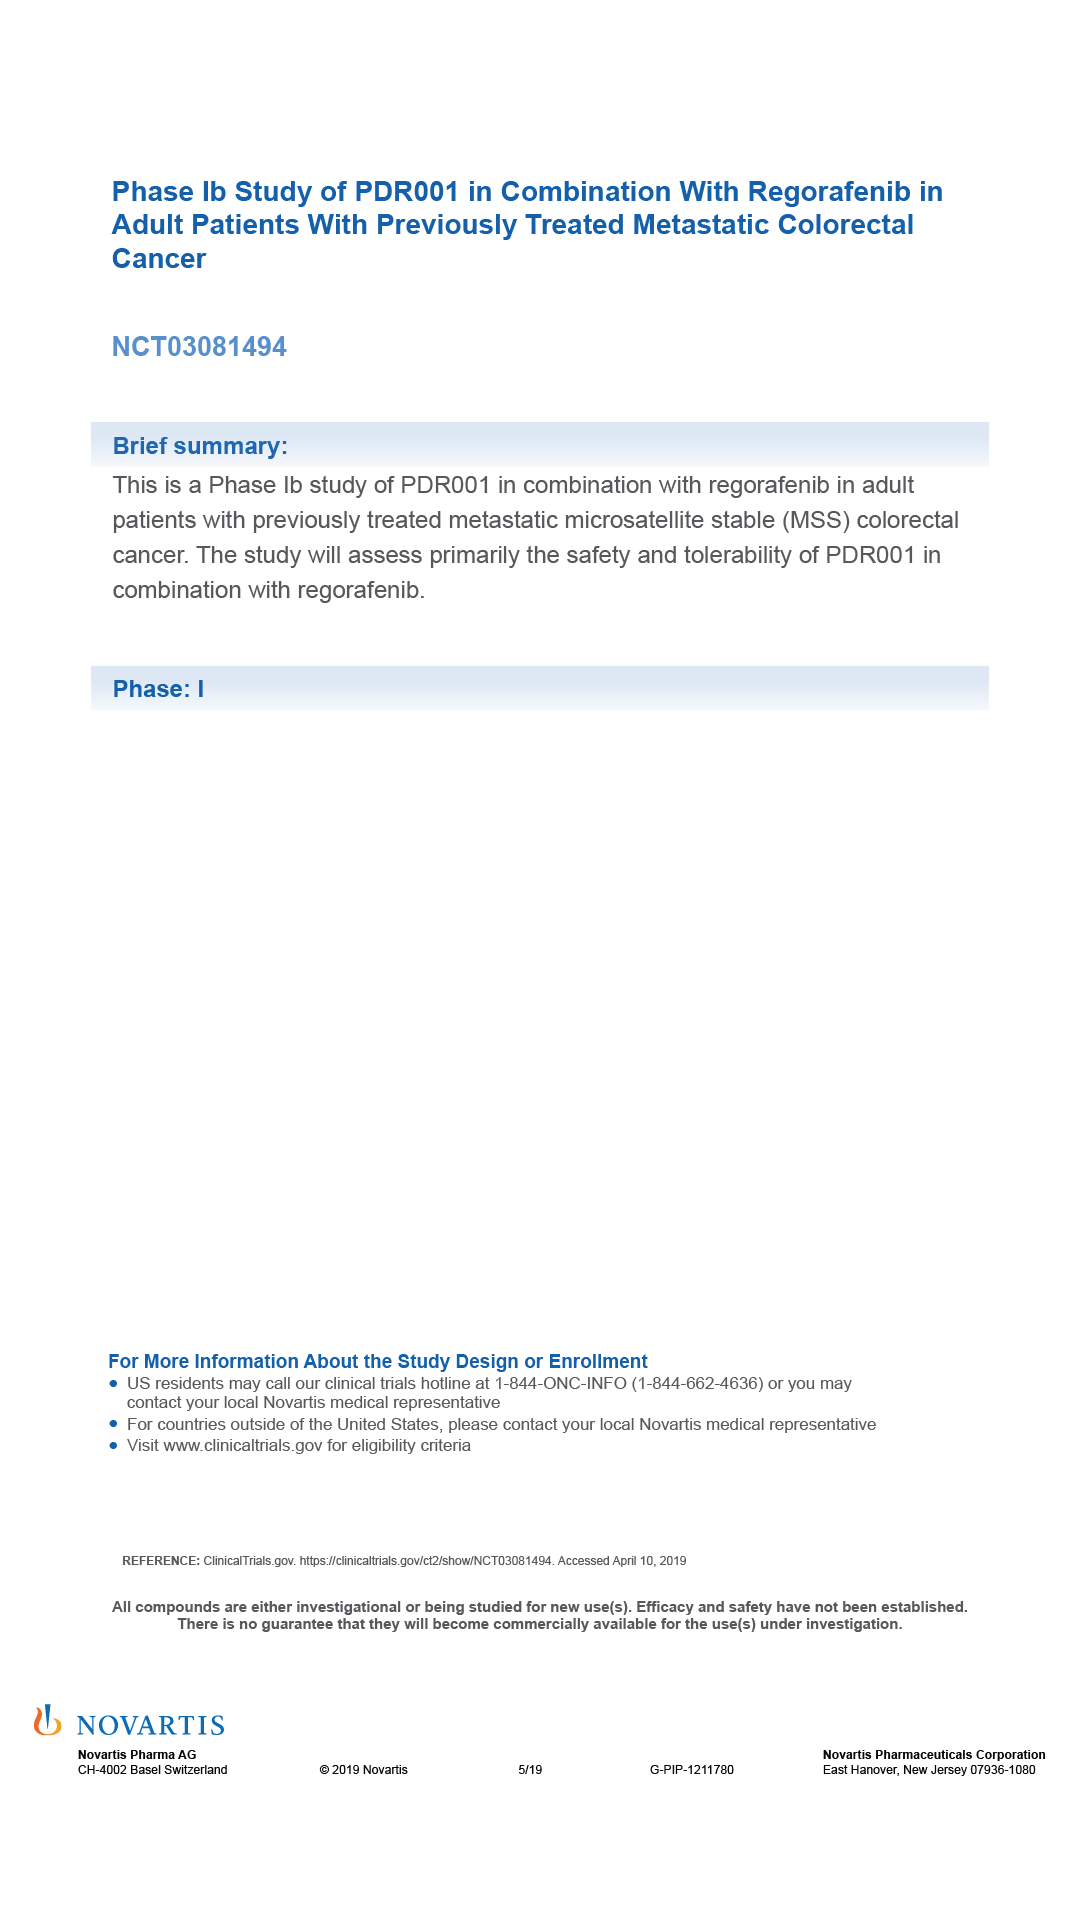 Phase Ib Study of PDR001 in Combination With Regorafenib in
Adult Patients With Previously Treated Metastatic Colorectal
Cancer
NCT03081494
Brief summary:
This is a Phase Ib study of PDR001 in combination with regorafenib in adult
patients with previously treated metastatic microsatellite stable (MSS) colorectal
cancer. The study will assess primarily the safety and tolerability of PDR001 in
combination with regorafenib.
Phase: I
For More Information About the Study Design or Enrollment
● US residents may call our clinical trials hotline at 1-844-ONC-INFO (1-844-662-4636) or you may
contact your local Novartis medical representative
● For countries outside of the United States, please contact your local Novartis medical representative
● Visit www.clinicaltrials.gov for eligibility criteria
REFERENCE: ClinicalTrials.gov. https://clinicaltrials.gov/ct2/show/NCT03081494. Accessed April 10, 2019
All compounds are either investigational or being studied for new use(s). Efficacy and safety have not been established.
There is no guarantee that they will become commercially available for the use(s) under investigation.
NOVARTIS
Novartis Pharma AG
CH-4002 Basel Switzerland
© 2019 Novartis
5/19
G-PIP-1211780
Novartis Pharmaceuticals Corporation
East Hanover, New Jersey 07936-1080